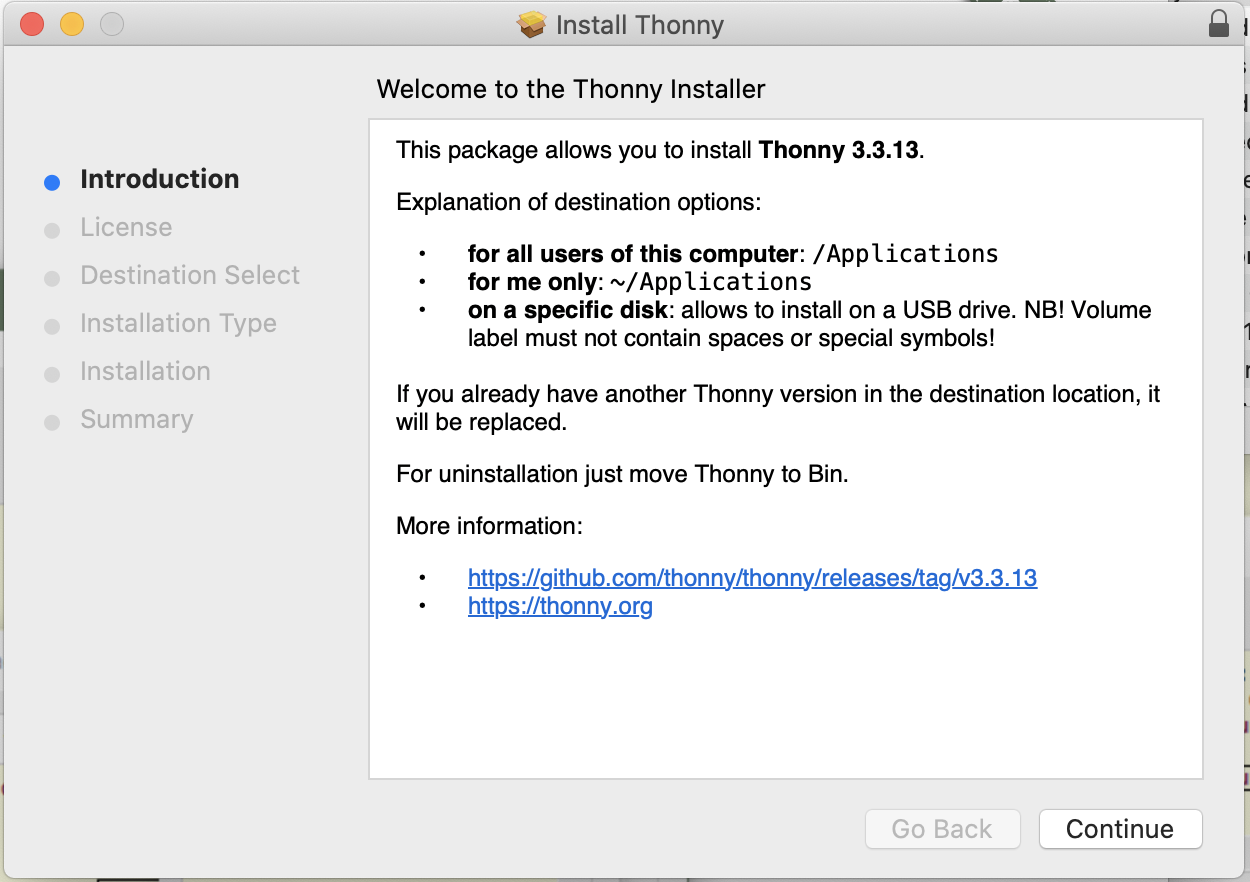 Install Thonny
Welcome to the Thonny Installer
Introduction
License
Destination Select
Installation Type
Installation
Summary
This package allows you to install Thonny 3.3.13.
Explanation of destination options:
• for all users of this computer: /Applications
• for me only: ~/Applications
• on a specific disk: allows to install on a USB drive. NB! Volume
label must not contain spaces or special symbols!
If you already have another Thonny version in the destination location, it
will be replaced.
For uninstallation just move Thonny to Bin.
More information:
• https://github.com/thonny/thonny/releases/tag/v3.3.13
• https://thonny.org
Go Back
Continue